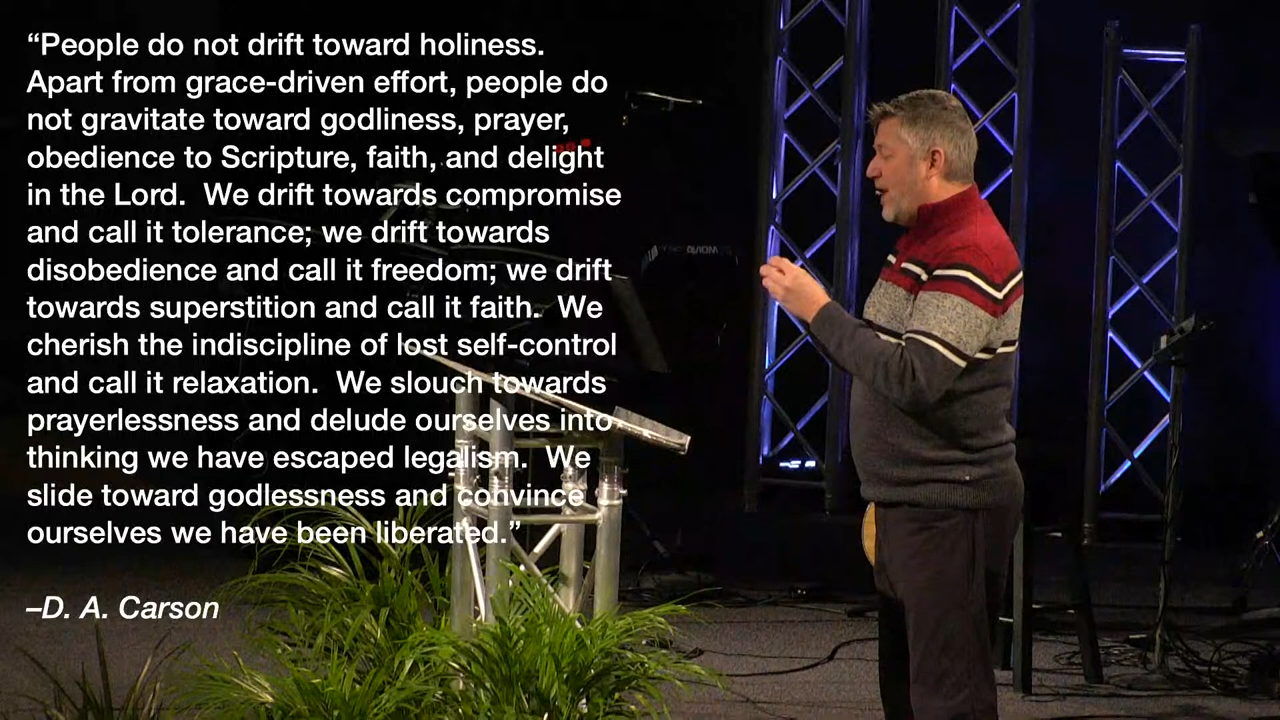 “People do not drift toward holiness.
Apart from grace-driven effort, people do
not gravitate toward godliness, prayer,
obedience to Scripture, faith, and delight
in the Lord.  We drift towards compromise
and call it tolerance; we drift towards
disobedience and call it freedom; we drift
towards superstition and call it faith.  We
cherish the indiscipline of lost self-control
and call it relaxation.  We slouch towards
prayerlessness and delude ourselves into
thinking we have escaped legalism.  We
slide toward godlessness and convince
ourselves we have been liberated.”
–D. A. Carson